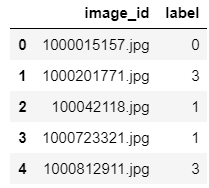 image_id label
0 1000015157.jpg 0
1 1000201771.jpg 3
2 100042118.jpg 1
3 1000723321.jpg 1
4 1000812911.jpg 3